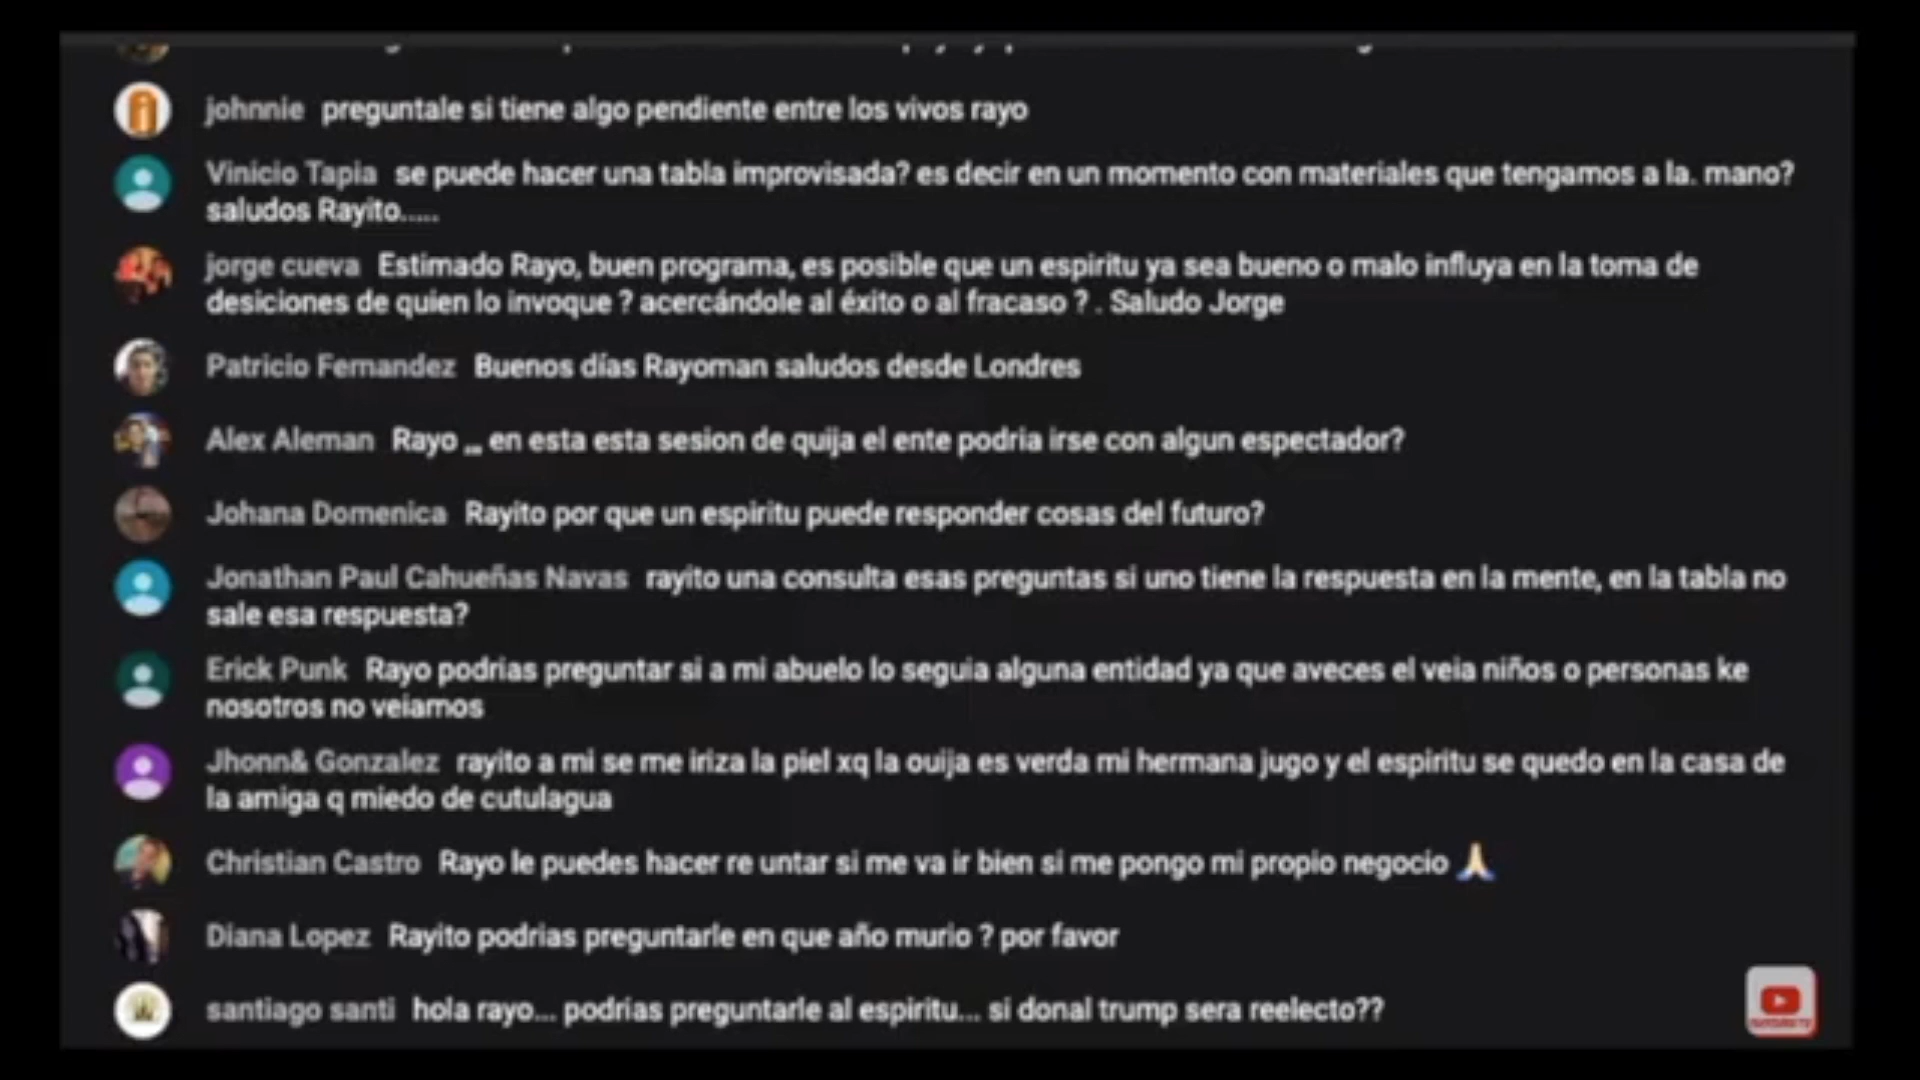 johnnie preguntale si tiene algo pendiente entre los vivos rayo
Vinicio Tapia se puede hacer una tabla improvisada? es decir en un momento con materiales que tengamos a la. mano?
saludos Rayito.....
jorge cueva Estimado Rayo, buen programa, es posible que un espiritu ya sea bueno o malo influya en la toma de
desiciones de quien lo invoque ? acercándole al éxito o al fracaso ? . Saludo Jorge
Patricio Fernandez Buenos días Rayoman saludos desde Londres
Alex Aleman Rayo ,,, en esta esta sesion de quija el ente podria irse con algun espectador?
Johana Domenica Rayito por que un espiritu puede responder cosas del futuro?
Jonathan Paul Cahueñas Navas rayito una consulta esas preguntas si uno tiene la respuesta en la mente, en la tabla no
sale esa respuesta?
Erick Punk Rayo podrias preguntar si a mi abuelo lo seguia alguna entidad ya que aveces el veia niños o personas ke
nosotros no veiamos
Jhonn& Gonzalez rayito a mi se me iriza la piel xq la ouija es verda mi hermana jugo y el espiritu se quedo en la casa de
la amiga q miedo de cutulagua
Christian Castro Rayo le puedes hacer re untar si me va ir bien si me pongo mi propio negocio 🙏
Diana Lopez Rayito podrias preguntarle en que año murio ? por favor
santiago santi hola rayo... podrias preguntarle al espiritu... si donal trump sera reelecto??